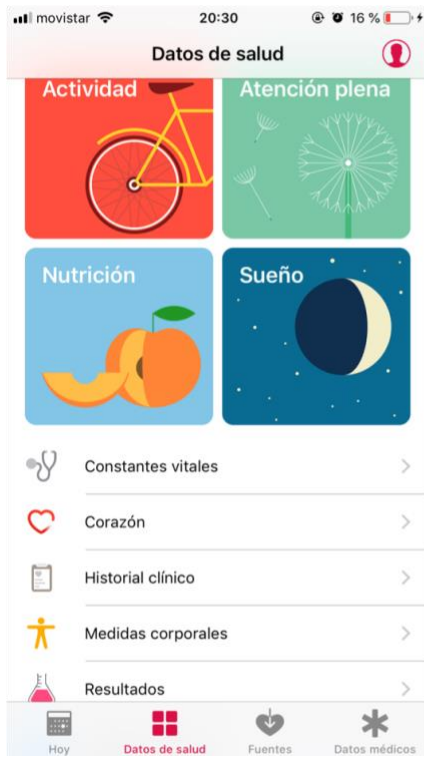 movistar 20:30 16 %
Datos de salud
Actividad
Atención plena
Nutrición
Sueño
Constantes vitales
Corazón
Historial clínico
Medidas corporales
Resultados
Hoy
Datos de salud
Fuentes
Datos médicos